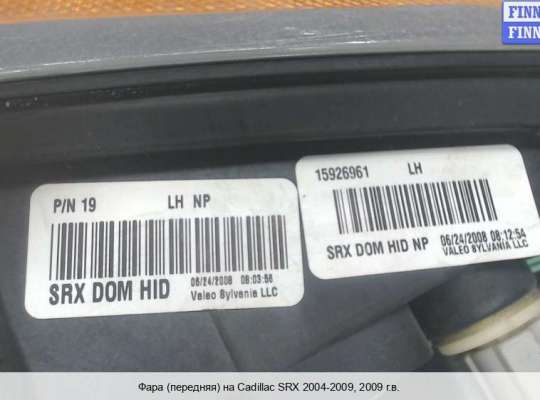 FINN
FINN
P/N 19 LH NP
SRX DOM HID
06/24/2008 08:03:56
Valeo Sylvania LLC
15926961 LH
SRX DOM HID NP
06/24/2008 08:12:54
VALEO SYLVANIA LLC
Фара (передняя) на Cadillac SRX 2004-2009, 2009 г.в.